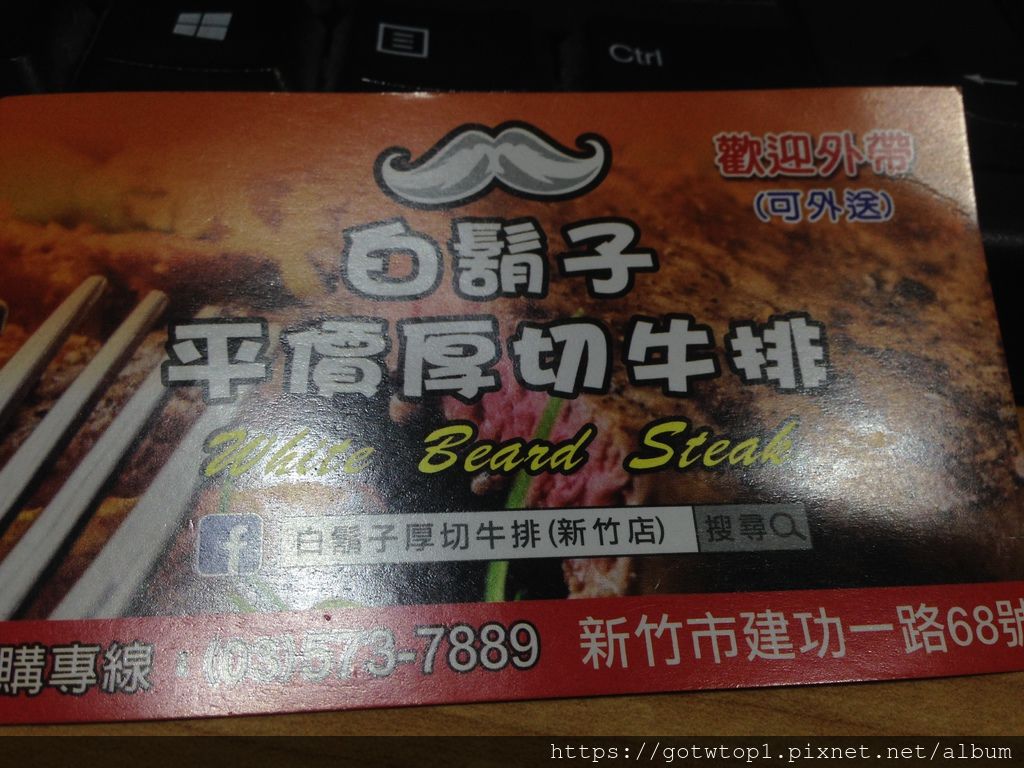 Ctrl
歡迎外帶
(可外送)
白鬍子
平價厚切牛排
White Beard Steak
f 白鬍子厚切牛排(新竹店) 搜尋
購專線：(03)573-7889 新竹市建功一路68號
https://gotwtop1.pixnet.net/album